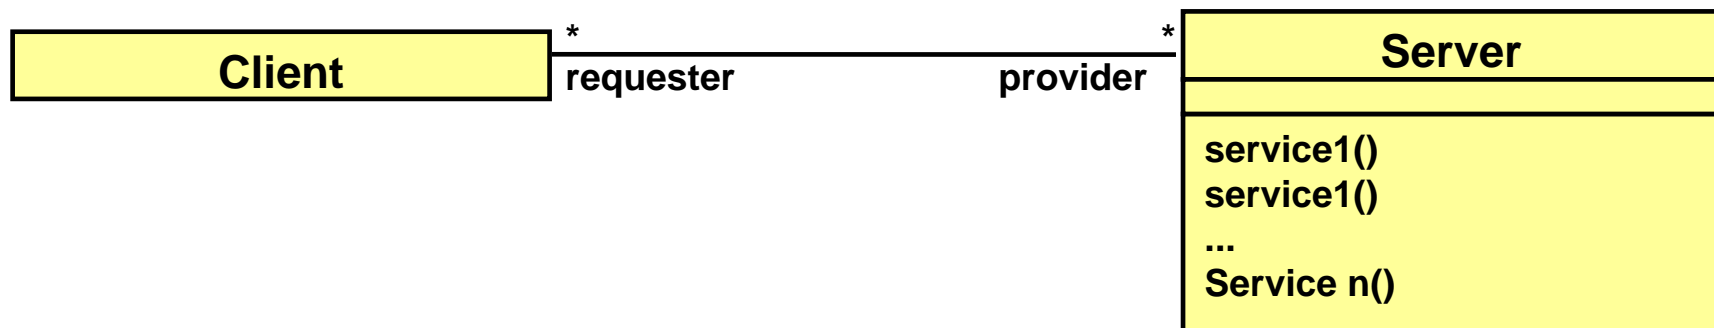 Client
*
*
requester
provider
Server
service1()
service1()
...
Service n()